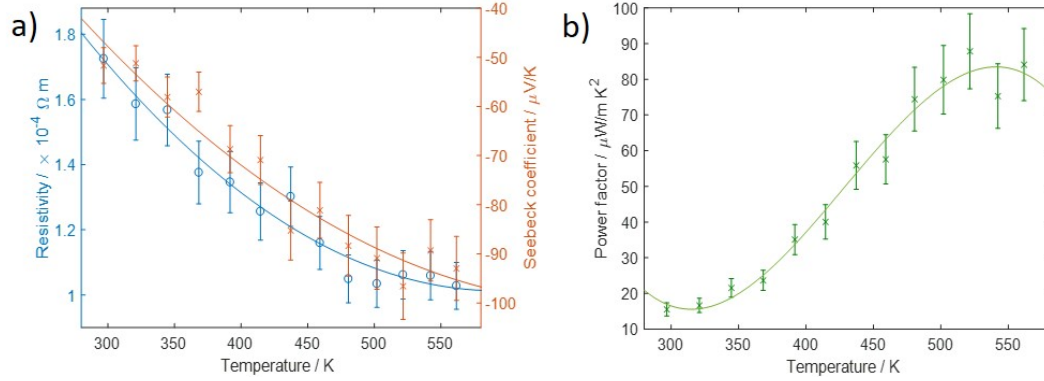 a)
1.8
1.6
1.4
1.2
1
Resistivity / × 10⁻⁴ Ω m
300 350 400 450 500 550
Temperature / K
-40
-50
-60
-70
-80
-90
-100
Seebeck coefficient / μV/K
b)
100
90
80
70
60
50
40
30
20
10
Power factor / μW/m K²
300 350 400 450 500 550
Temperature / K